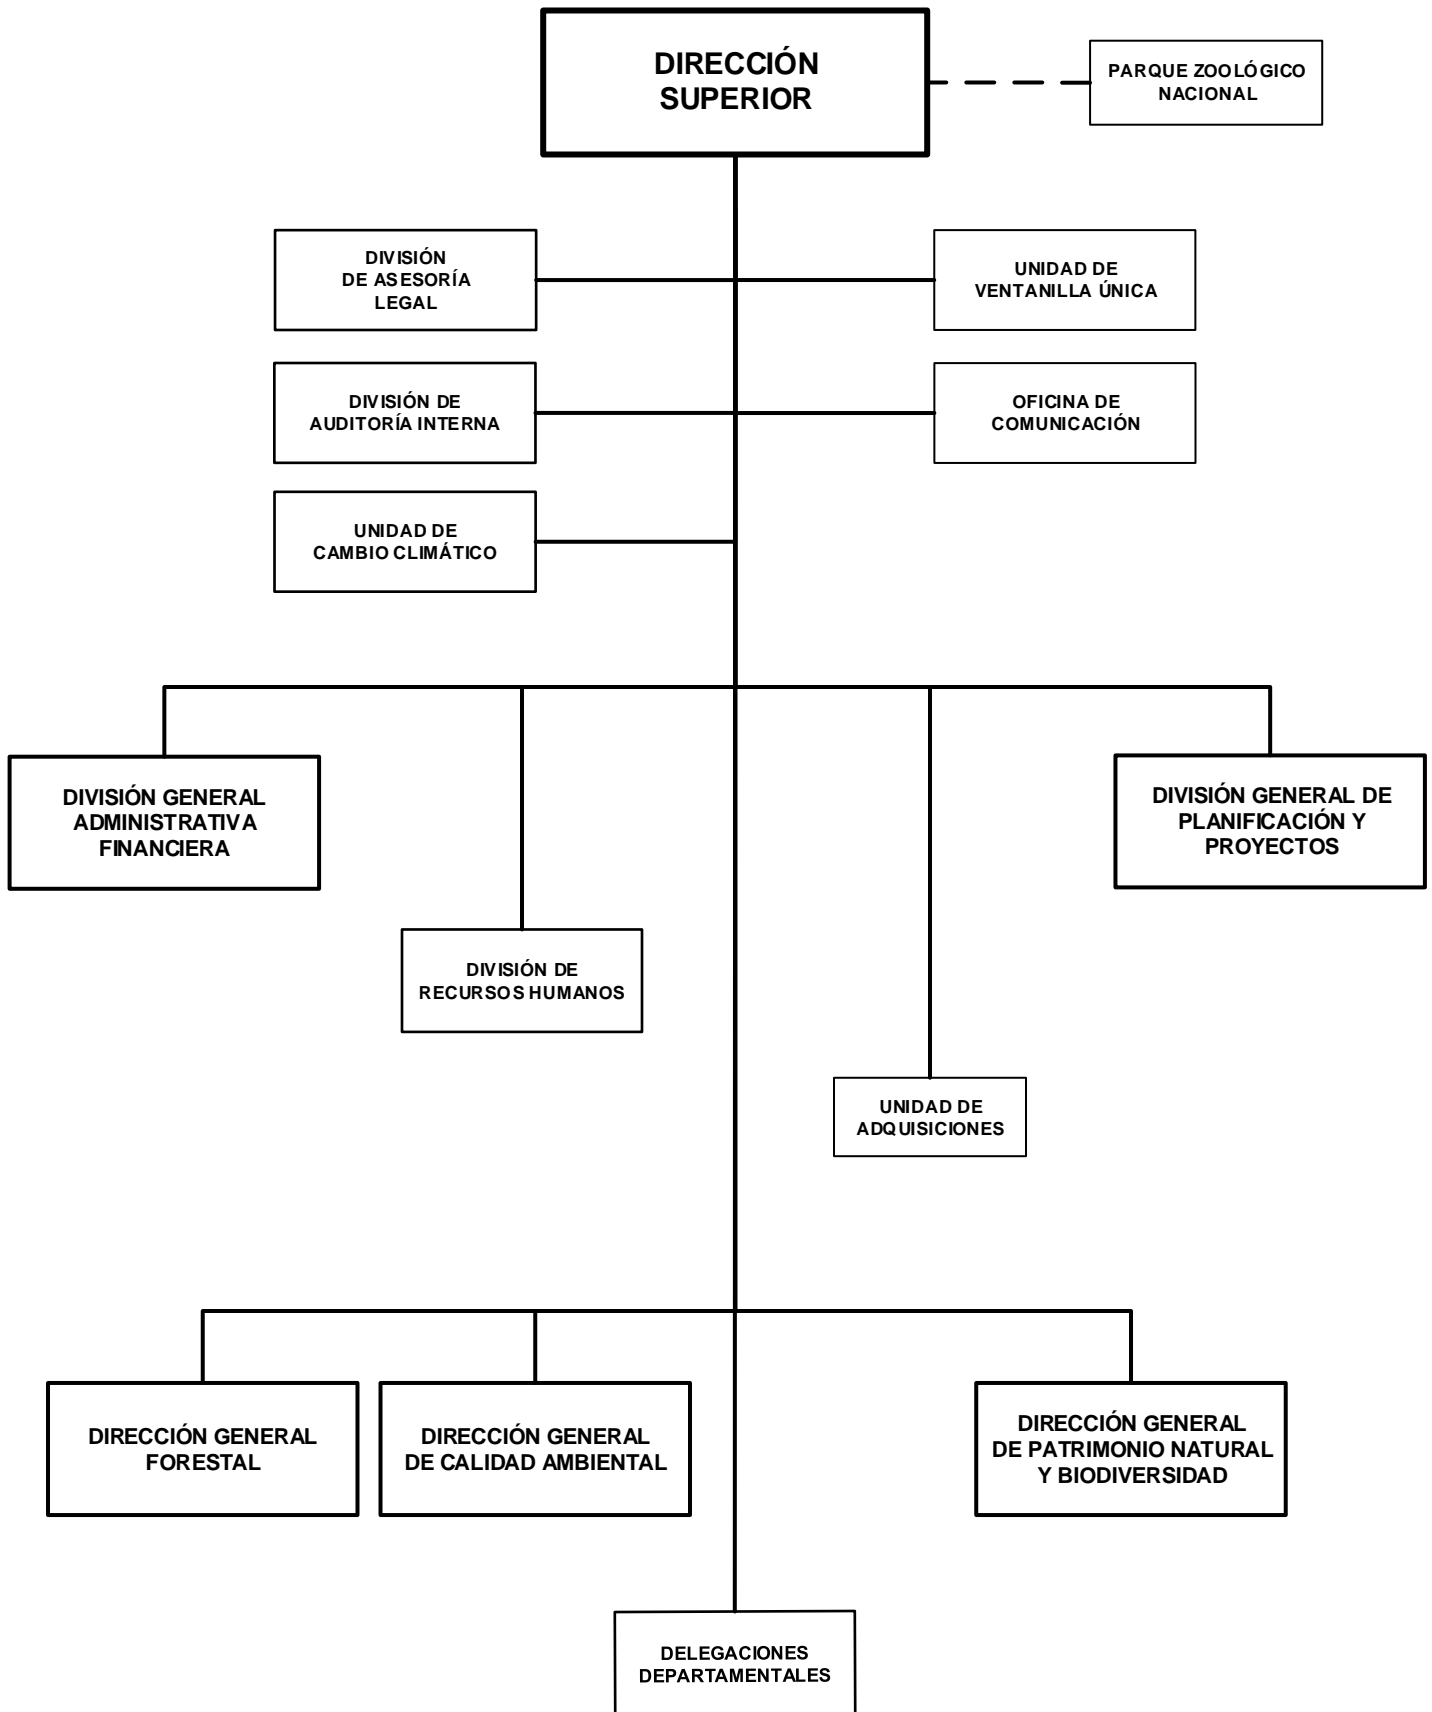 DIRECCIÓN
SUPERIOR
PARQUE ZOOLÓGICO
NACIONAL
DIVISIÓN
DE ASESORÍA
LEGAL
UNIDAD DE
VENTANILLA ÚNICA
DIVISIÓN DE
AUDITORÍA INTERNA
OFICINA DE
COMUNICACIÓN
UNIDAD DE
CAMBIO CLIMÁTICO
DIVISIÓN GENERAL
ADMINISTRATIVA
FINANCIERA
DIVISIÓN GENERAL DE
PLANIFICACIÓN Y
PROYECTOS
DIVISIÓN DE
RECURSOS HUMANOS
UNIDAD DE
ADQUISICIONES
DIRECCIÓN GENERAL
FORESTAL
DIRECCIÓN GENERAL
DE CALIDAD AMBIENTAL
DIRECCIÓN GENERAL
DE PATRIMONIO NATURAL
Y BIODIVERSIDAD
DELEGACIONES
DEPARTAMENTALES